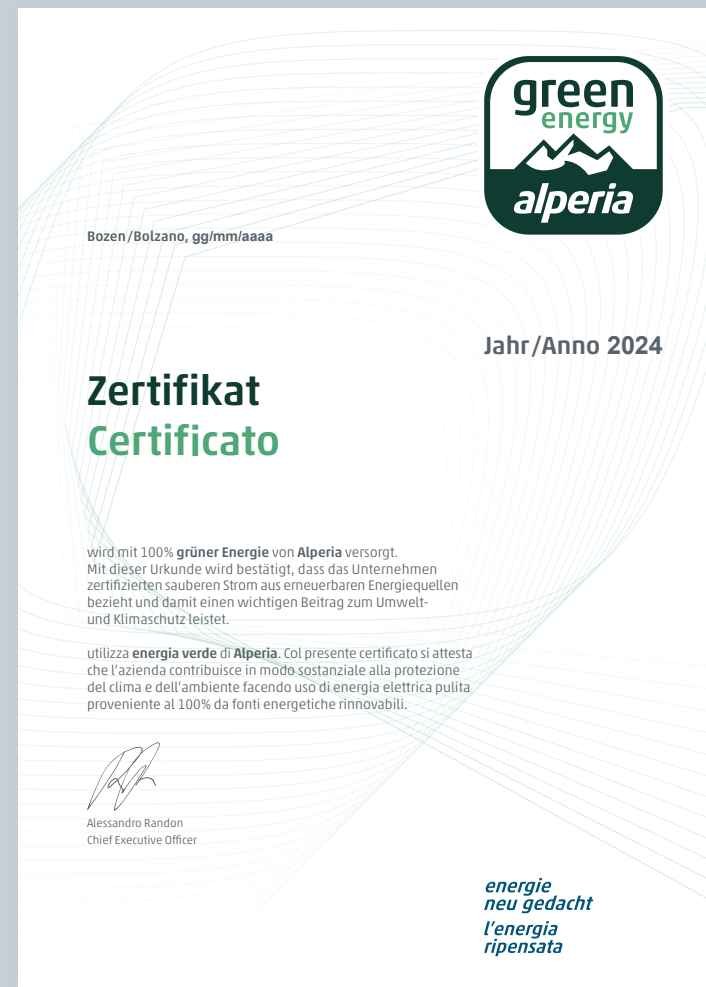 green
energy
alperia
Bozen/Bolzano, gg/mm/aaaa
Jahr/Anno 2024
Zertifikat
Certificato
wird mit 100% grüner Energie von Alperia versorgt.
Mit dieser Urkunde wird bestätigt, dass das Unternehmen
zertifizierten sauberen Strom aus erneuerbaren Energiequellen
bezieht und damit einen wichtigen Beitrag zum Umwelt-
und Klimaschutz leistet.
utilizza energia verde di Alperia. Col presente certificato si attesta
che l'azienda contribuisce in modo sostanziale alla protezione
del clima e dell'ambiente facendo uso di energia elettrica pulita
proveniente al 100% da fonti energetiche rinnovabili.
Alessandro Randon
Chief Executive Officer
energie
neu gedacht
l'energia
ripensata